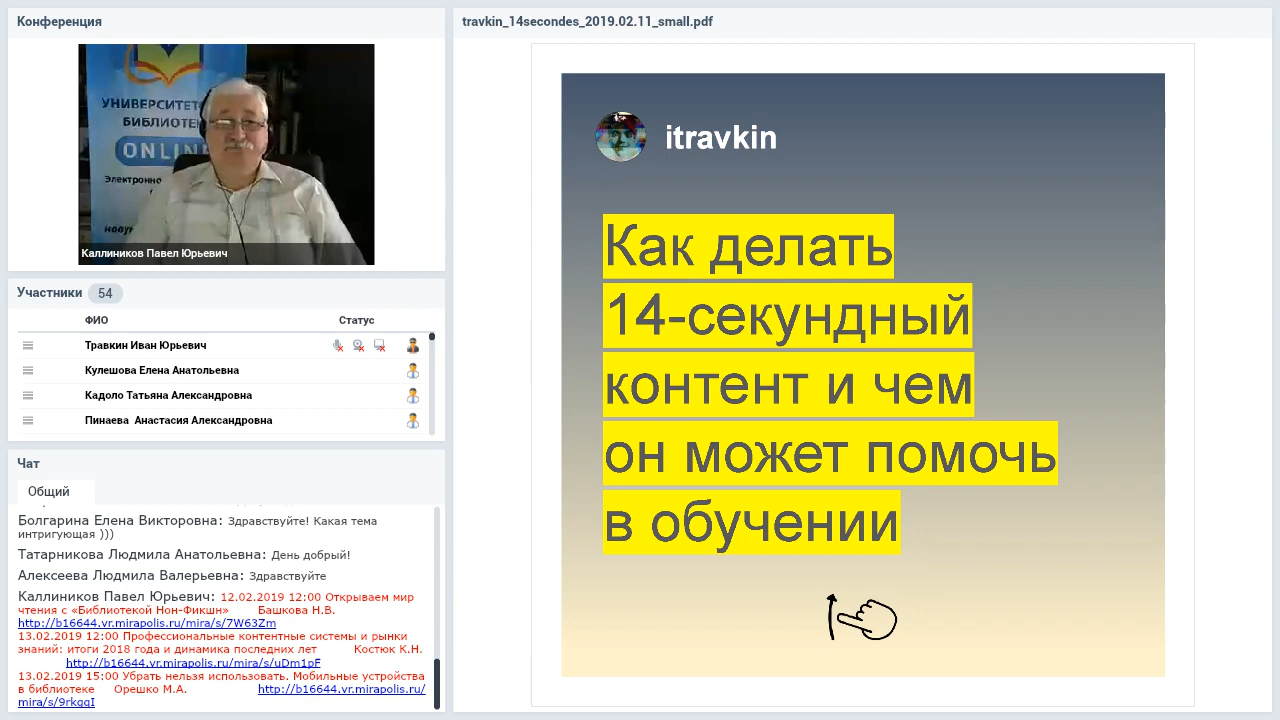 Конференция
УНИВЕРСИТЕТС
БИБЛИОТЕ
ONLIN
Электронно
Каллиников Павел Юрьевич
Участники 54
ФИО Статус
Травкин Иван Юрьевич
Кулешова Елена Анатольевна
Кадоло Татьяна Александровна
Пинаева Анастасия Александровна
Чат
Общий
Болгарина Елена Викторовна: Здравствуйте! Какая тема
интригующая )))
Татарникова Людмила Анатольевна: День добрый!
Алексеева Людмила Валерьевна: Здравствуйте
Каллиников Павел Юрьевич: 12.02.2019 12:00 Открываем мир
чтения с «Библиотекой Нон-Фикшн» Башкова Н.В.
http://b16644.vr.mirapolis.ru/mira/s/7W63Zm
13.02.2019 12:00 Профессиональные контентные системы и рынки
знаний: итоги 2018 года и динамика последних лет Костюк К.Н.
http://b16644.vr.mirapolis.ru/mira/s/uDm1pF
13.02.2019 15:00 Убрать нельзя использовать. Мобильные устройства
в библиотеке Орешко М.А. http://b16644.vr.mirapolis.ru/
mira/s/9rkgqI
travkin_14secondes_2019.02.11_small.pdf
itravkin
Как делать
14-секундный
контент и чем
он может помочь
в обучении